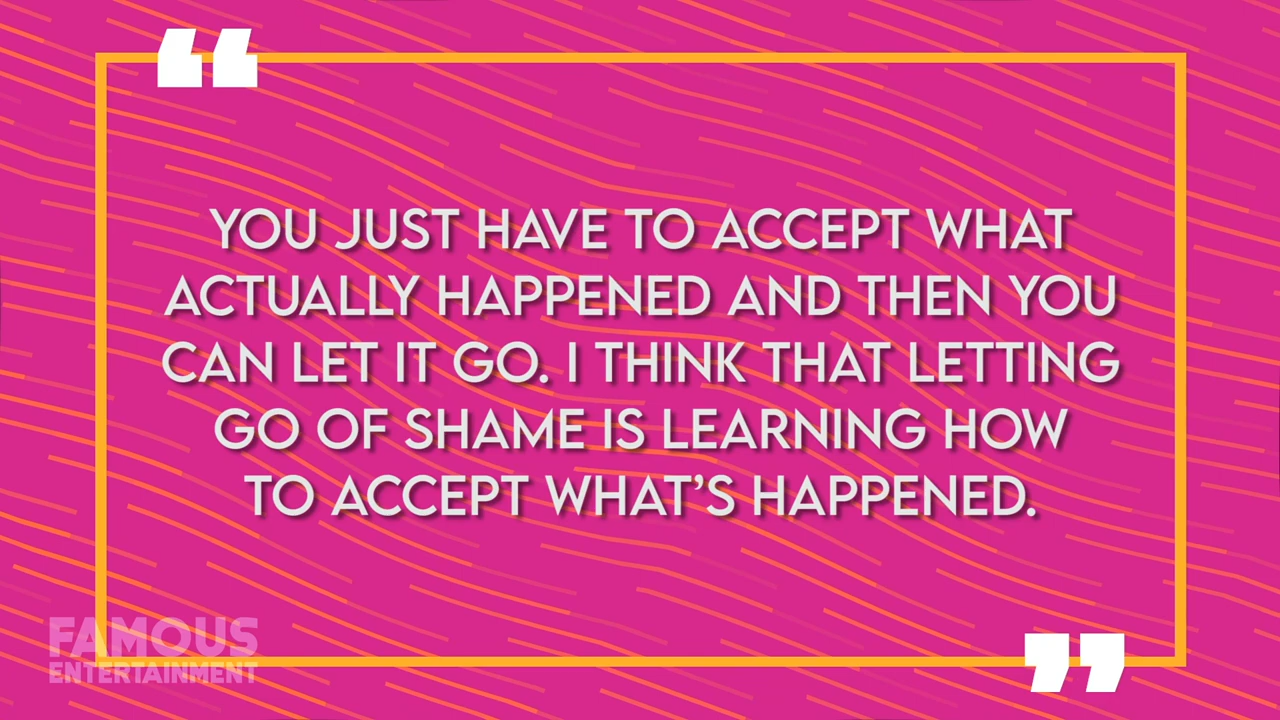 “
YOU JUST HAVE TO ACCEPT WHAT
ACTUALLY HAPPENED AND THEN YOU
CAN LET IT GO. I THINK THAT LETTING
GO OF SHAME IS LEARNING HOW
TO ACCEPT WHAT’S HAPPENED.
”
FAMOUS
ENTERTAINMENT